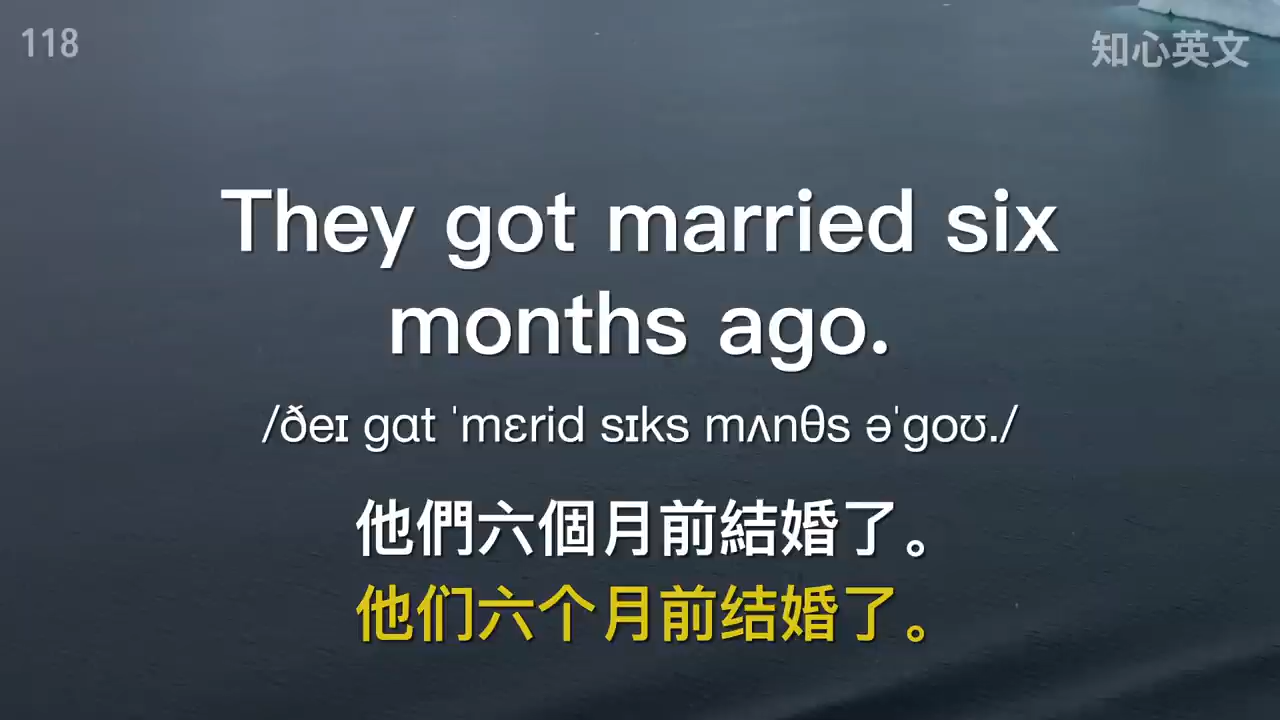 118
知心英文
They got married six
months ago.
/ðeɪ gɑt ˈmɛrid sɪks mʌnθs əˈgoʊ./
他們六個月前結婚了。
他们六个月前结婚了。